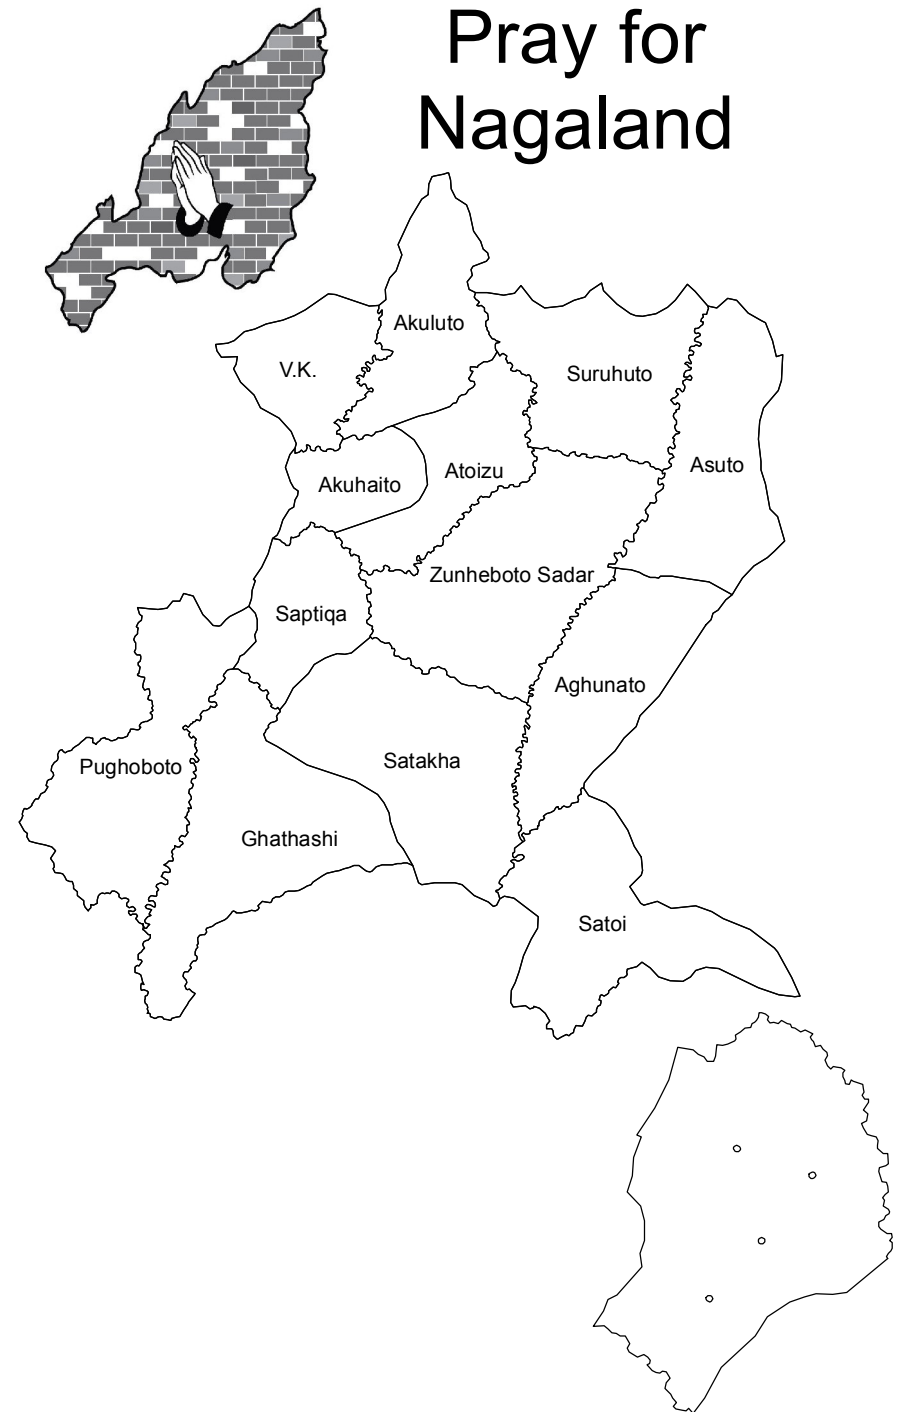 Pray for
Nagaland
Akuluto
V.K.
Suruhuto
Asuto
Atoizu
Akuhaito
Zunheboto Sadar
Saptiqa
Aghunato
Satakha
Pughoboto
Ghathashi
Satoi